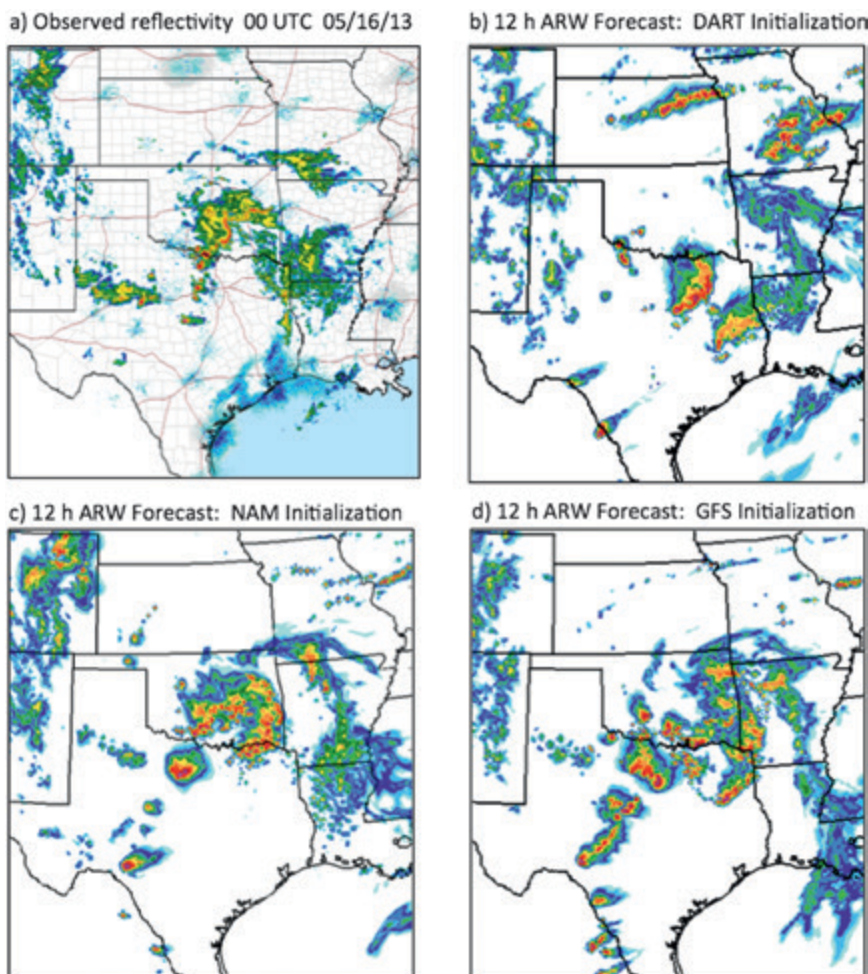 a) Observed reflectivity 00 UTC 05/16/13
b) 12 h ARW Forecast: DART Initialization
c) 12 h ARW Forecast: NAM Initialization
d) 12 h ARW Forecast: GFS Initialization